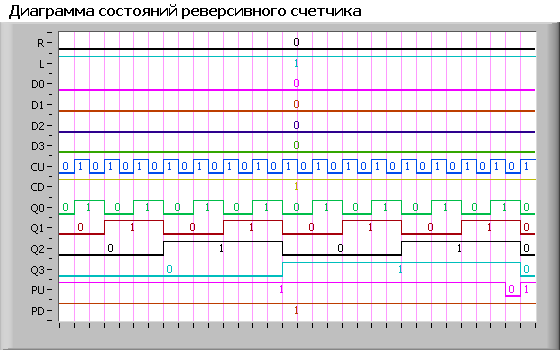 Диаграмма состояний реверсивного счетчика
R 0
L 1
D0 0
D1 0
D2 0
D3 0
CU 0 1 0 1 0 1 0 1 0 1 0 1 0 1 0 1 0 1 0 1 0 1 0 1 0 1 0 1 0 1 0 1
CD 1
Q0 0 1 0 1 0 1 0 1 0 1 0 1 0 1 0 1 0
Q1 0 1 0 1 0 1 0 1 0
Q2 0 1 0 1 0
Q3 0 1 0
PU 1 0 1
PD 1